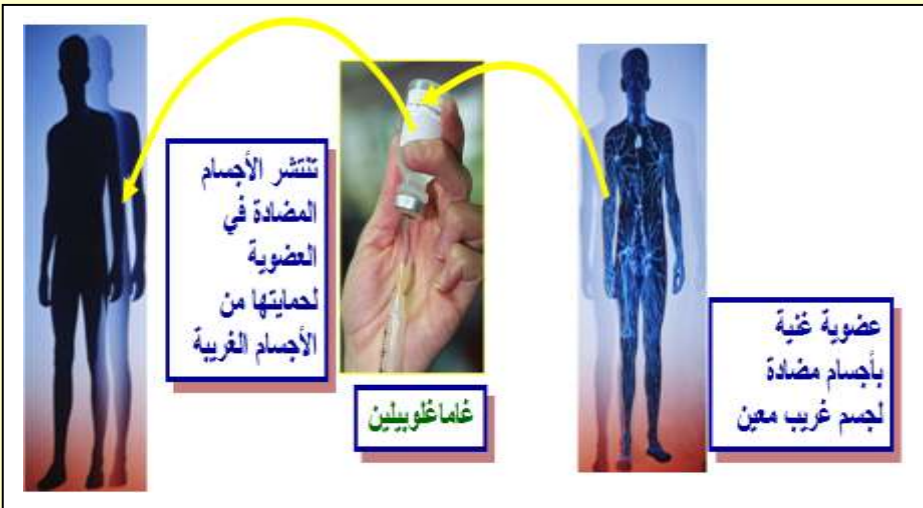 عضوية غنية
بأجسام مضادة
لجسم غريب معين
غاماغلوبيلين
تنتشر الأجسام
المضادة في
العضوية
لحمايتها من
الأجسام الغريبة